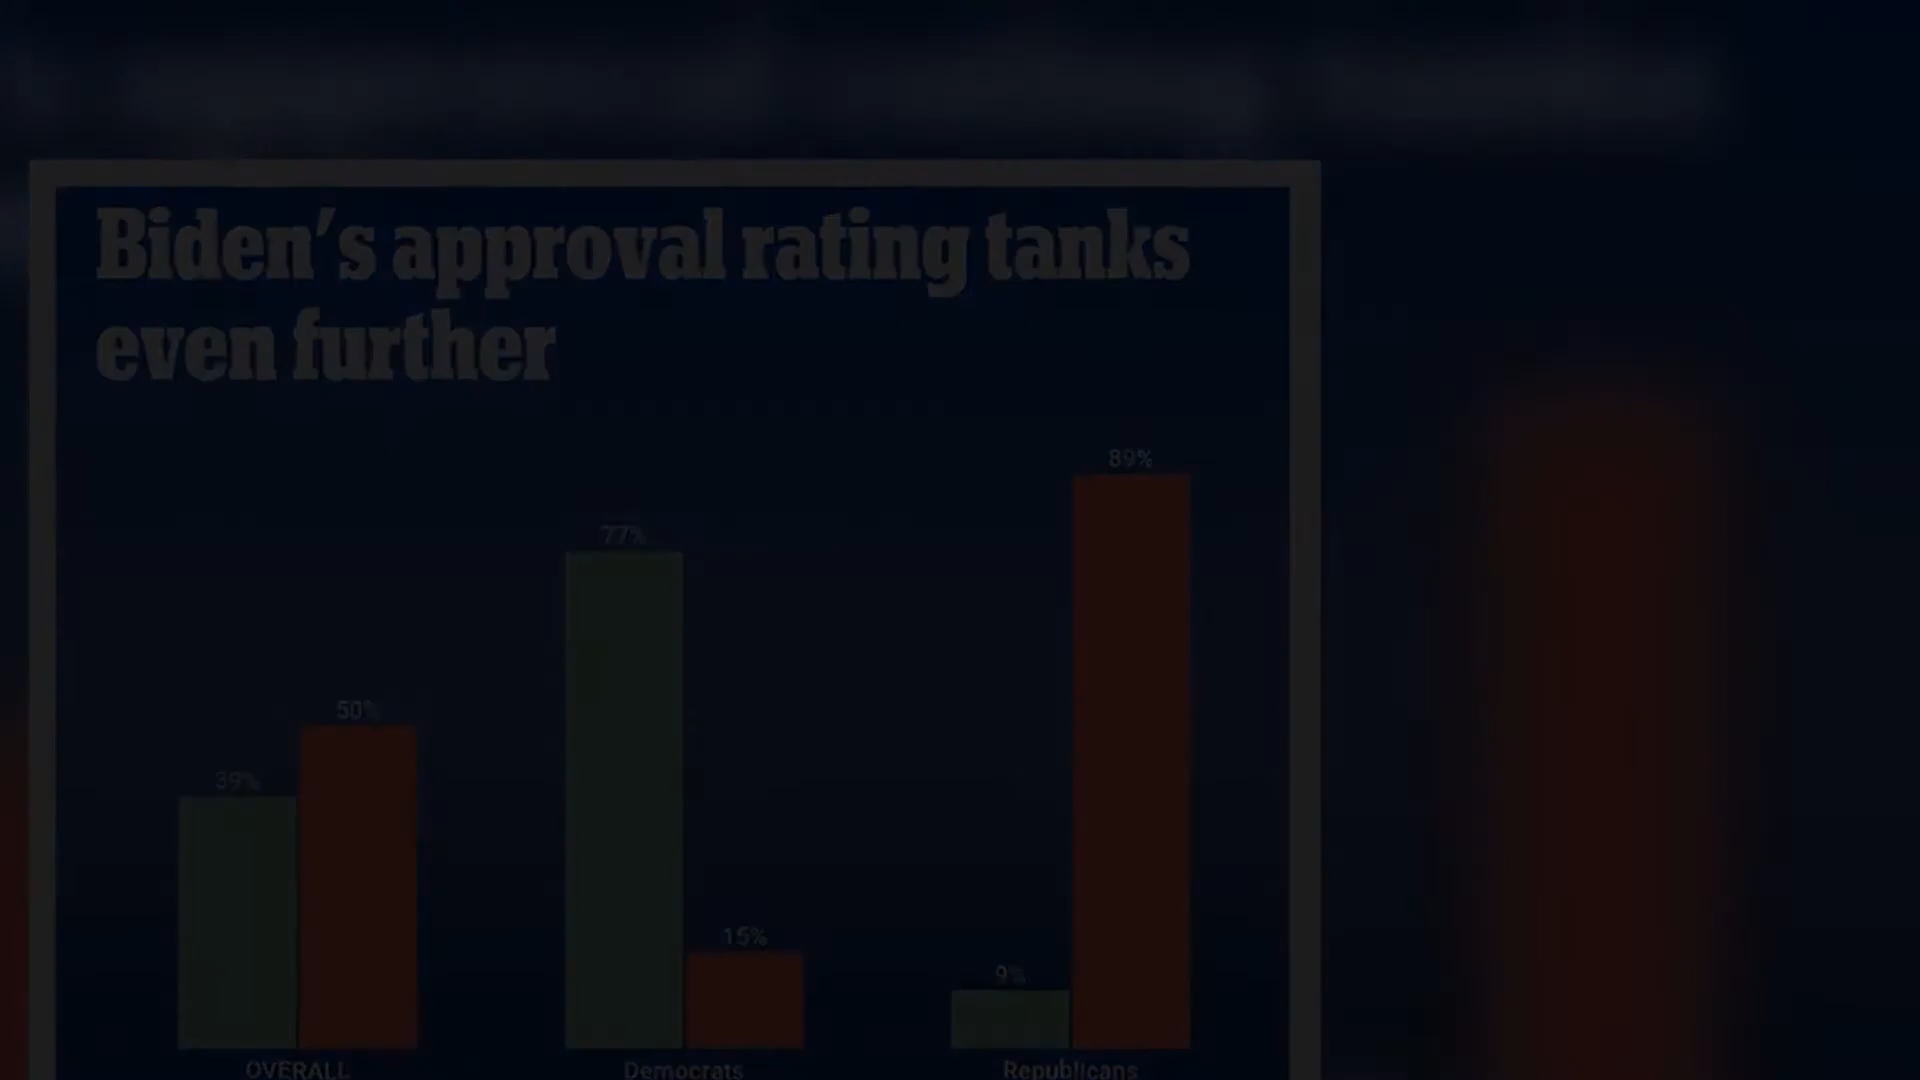 Biden's approval rating tanks
even further
89%
77%
50%
39%
15%
9%
OVERALL
Democrats
Republicans